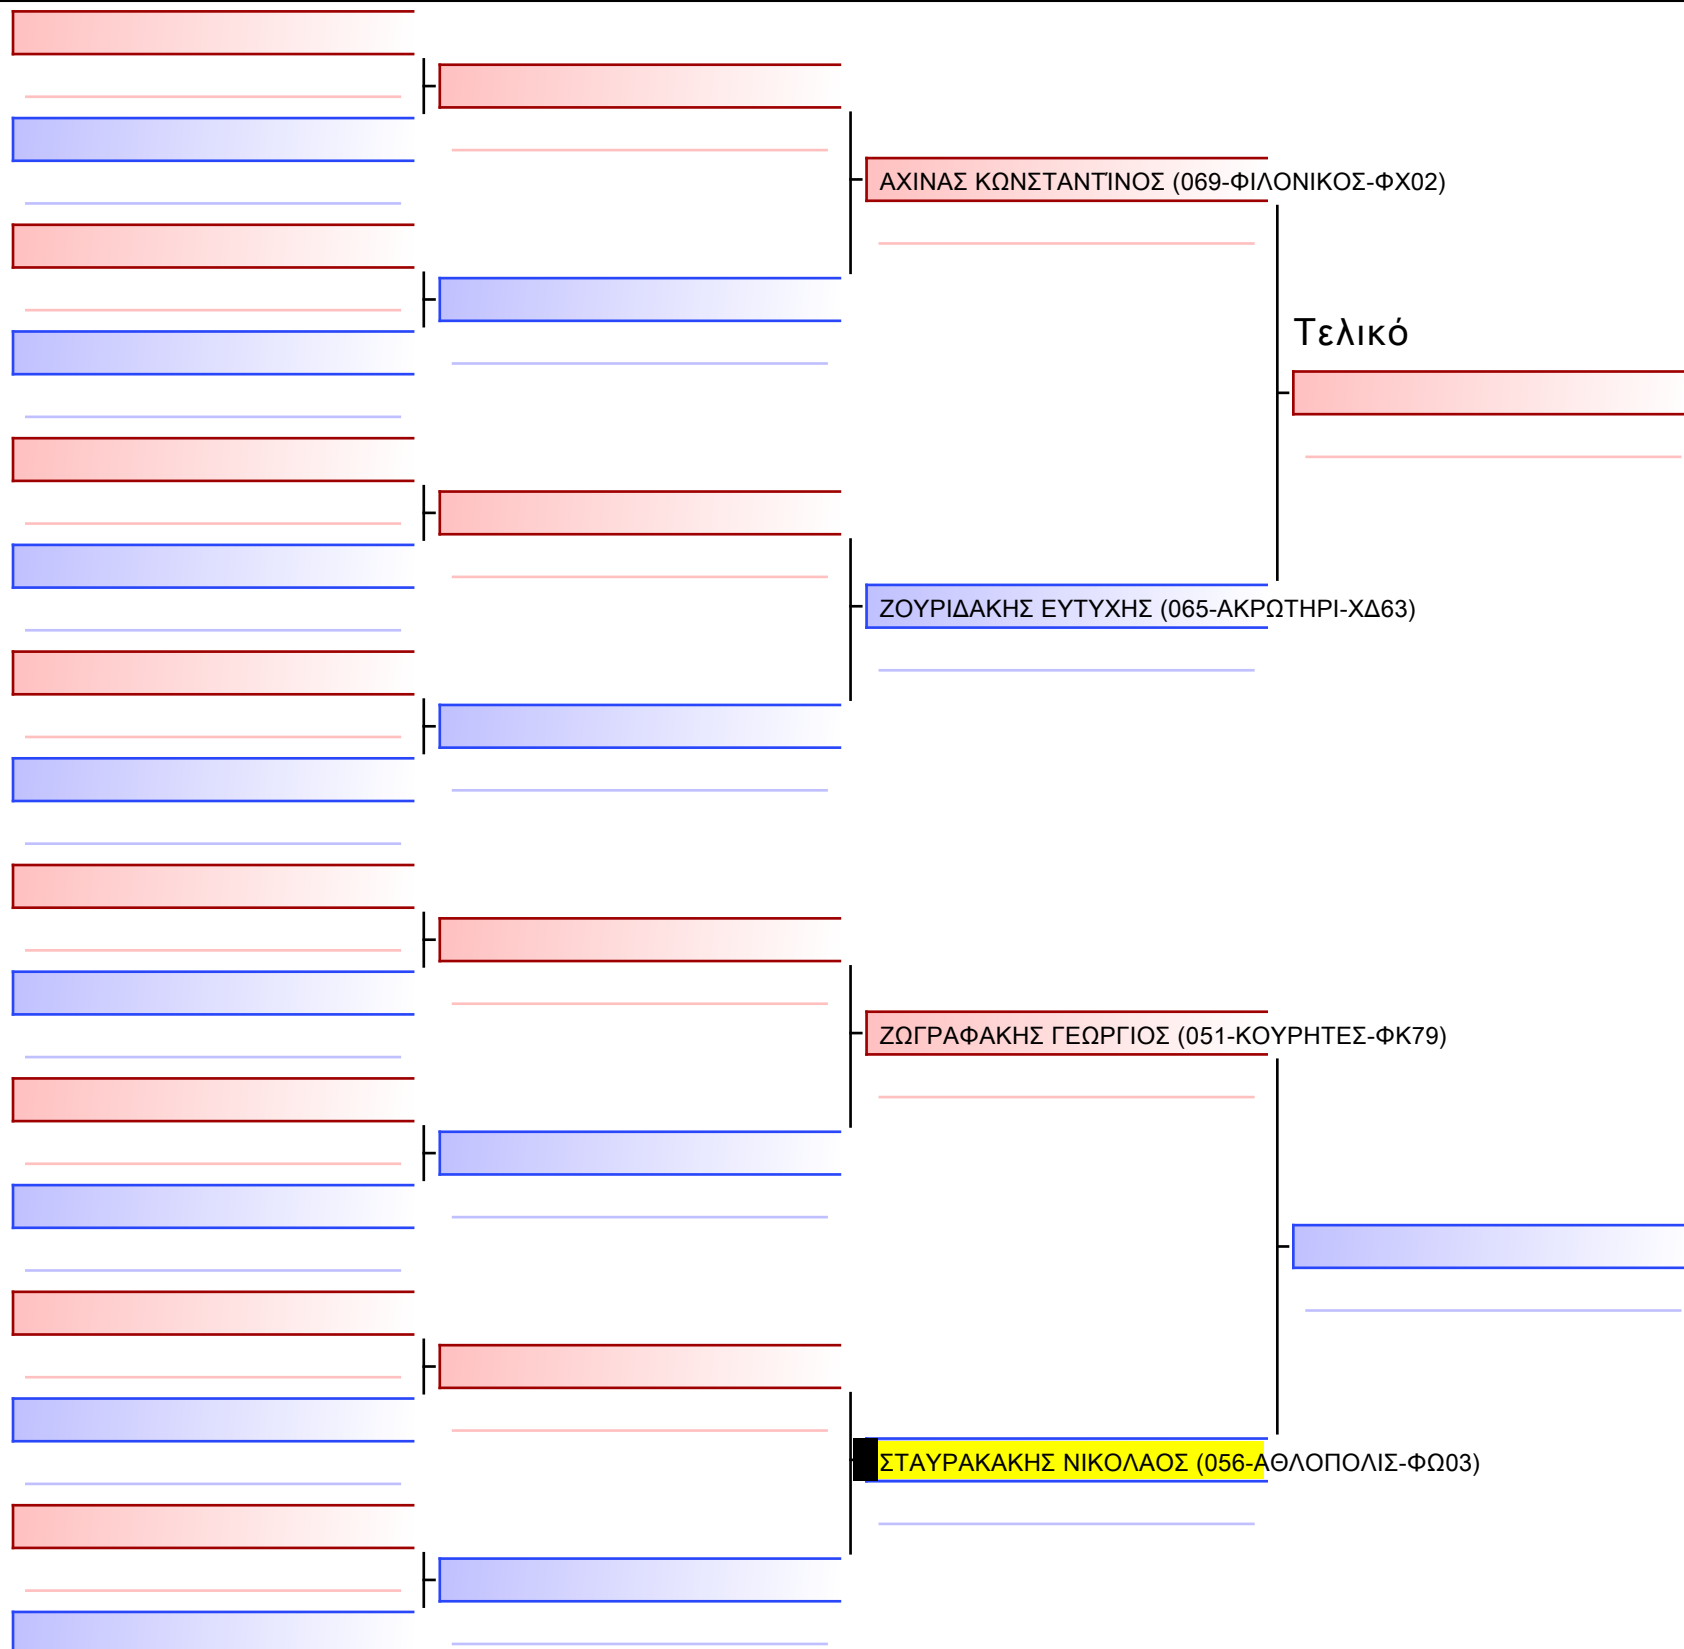 ΑΧΙΝΑΣ ΚΩΝΣΤΑΝΤΊΝΟΣ (069-ΦΙΛΟΝΙΚΟΣ-ΦΧ02)
Τελικό
ΖΟΥΡΙΔΑΚΗΣ ΕΥΤΥΧΗΣ (065-ΑΚΡΩΤΗΡΙ-ΧΔ63)
ΖΩΓΡΑΦΑΚΗΣ ΓΕΩΡΓΙΟΣ (051-ΚΟΥΡΗΤΕΣ-ΦΚ79)
ΣΤΑΥΡΑΚΑΚΗΣ ΝΙΚΟΛΑΟΣ (056-ΑΘΛΟΠΟΛΙΣ-ΦΩ03)